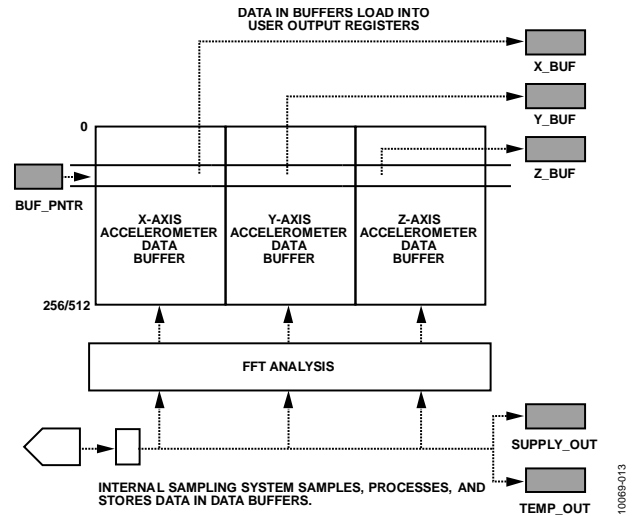 DATA IN BUFFERS LOAD INTO
USER OUTPUT REGISTERS
X_BUF
Y_BUF
0
Z_BUF
BUF_PNTR
X-AXIS
ACCELEROMETER
DATA
BUFFER
Y-AXIS
ACCELEROMETER
DATA
BUFFER
Z-AXIS
ACCELEROMETER
DATA
BUFFER
256/512
FFT ANALYSIS
SUPPLY_OUT
INTERNAL SAMPLING SYSTEM SAMPLES, PROCESSES, AND
STORES DATA IN DATA BUFFERS.
TEMP_OUT
10069-013